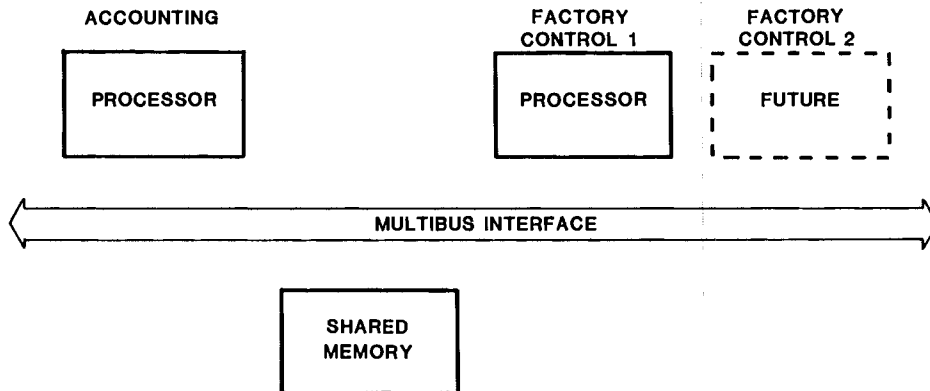 ACCOUNTING
FACTORY
CONTROL 1
FACTORY
CONTROL 2
PROCESSOR
PROCESSOR
FUTURE
MULTIBUS INTERFACE
SHARED
MEMORY